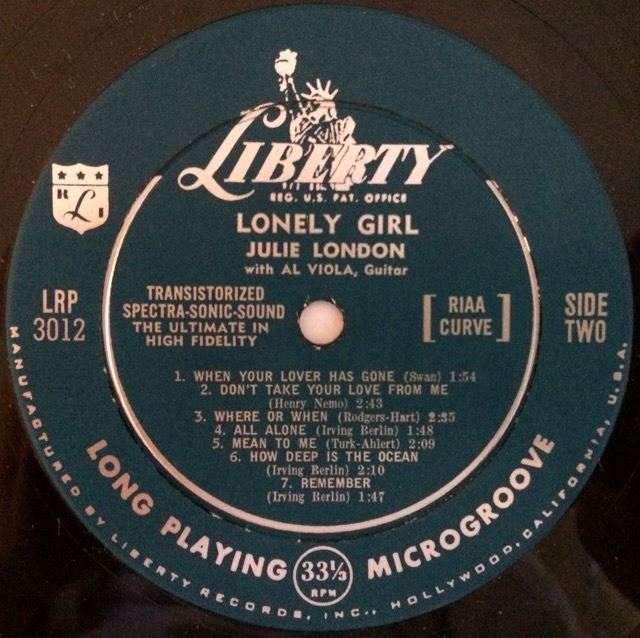 LIBERTY
REG. U.S. PAT. OFFICE
R L I
LONELY GIRL
JULIE LONDON
with AL VIOLA, Guitar
LRP
3012
TRANSISTORIZED
SPECTRA-SONIC-SOUND
THE ULTIMATE IN
HIGH FIDELITY
[RIAA
CURVE]
SIDE
TWO
1. WHEN YOUR LOVER HAS GONE (Swan) 1:54
2. DON'T TAKE YOUR LOVE FROM ME
(Henry Nemo) 2:43
3. WHERE OR WHEN (Rodgers-Hart) 2:35
4. ALL ALONE (Irving Berlin) 1:48
5. MEAN TO ME (Turk-Ahlert) 2:09
6. HOW DEEP IS THE OCEAN
(Irving Berlin) 2:10
7. REMEMBER
(Irving Berlin) 1:47
LONG PLAYING 33⅓ RPM MICROGROOVE
MANUFACTURED BY LIBERTY RECORDS, INC., HOLLYWOOD, CALIFORNIA, U.S.A.